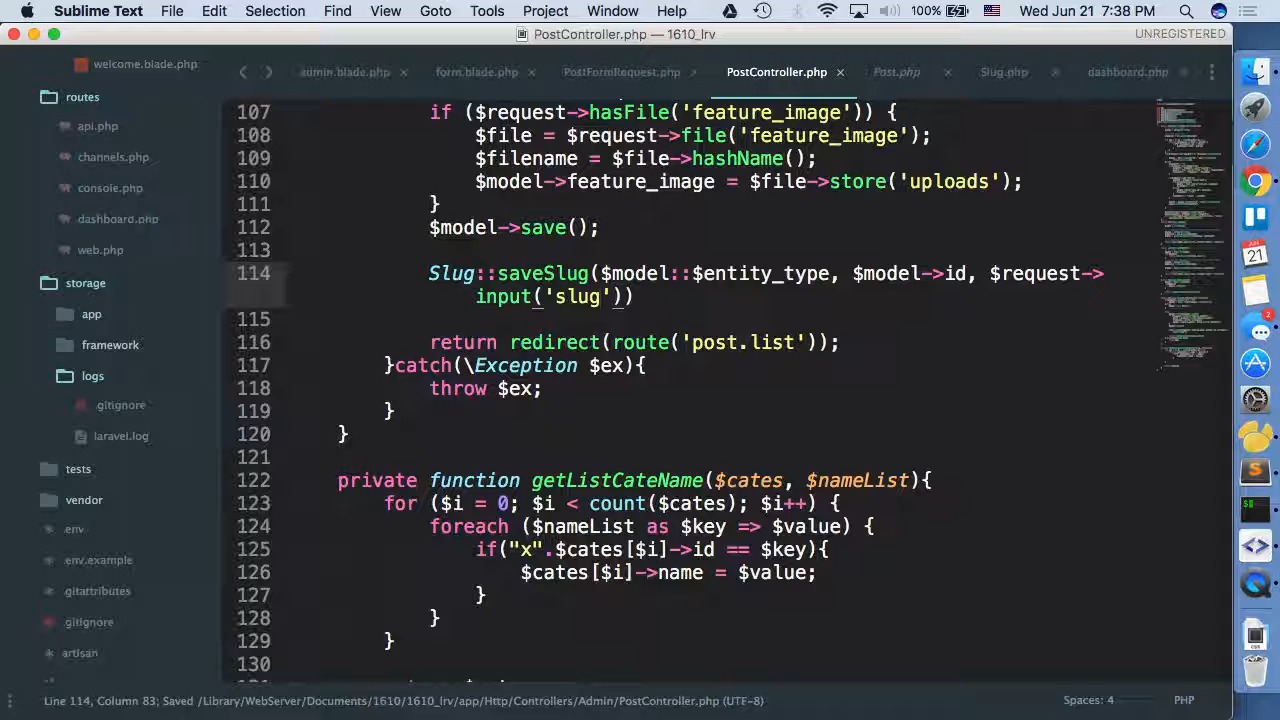 Sublime Text File Edit Selection Find View Goto Tools Project Window Help 100% Wed Jun 21 7:38 PM
PostController.php — 1610_lrv UNREGISTERED
admin.blade.php form.blade.php PostFormRequest.php PostController.php Post.php Slug.php dashboard.php
welcome.blade.php
routes
api.php
channels.php
console.php
dashboard.php
web.php
storage
app
framework
logs
.gitignore
laravel.log
tests
vendor
.env
.env.example
.gitattributes
.gitignore
artisan
107 if ($request->hasFile('feature_image')) {
108 $file = $request->file('feature_image');
109 $filename = $file->hashName();
110 $model->feature_image = $file->store('uploads');
111 }
112 $model->save();
113
114 Slug::saveSlug($model::$entity_type, $model->id, $request->
input('slug'))
115
116 return redirect(route('post.list'));
117 }catch(\Exception $ex){
118 throw $ex;
119 }
120 }
121
122 private function getListCateName($cates, $nameList){
123 for ($i = 0; $i < count($cates); $i++) {
124 foreach ($nameList as $key => $value) {
125 if("x".$cates[$i]->id == $key){
126 $cates[$i]->name = $value;
127 }
128 }
129 }
130
Line 114, Column 83; Saved /Library/WebServer/Documents/1610/1610_lrv/app/Http/Controllers/Admin/PostController.php (UTF-8) Spaces: 4 PHP
21
2